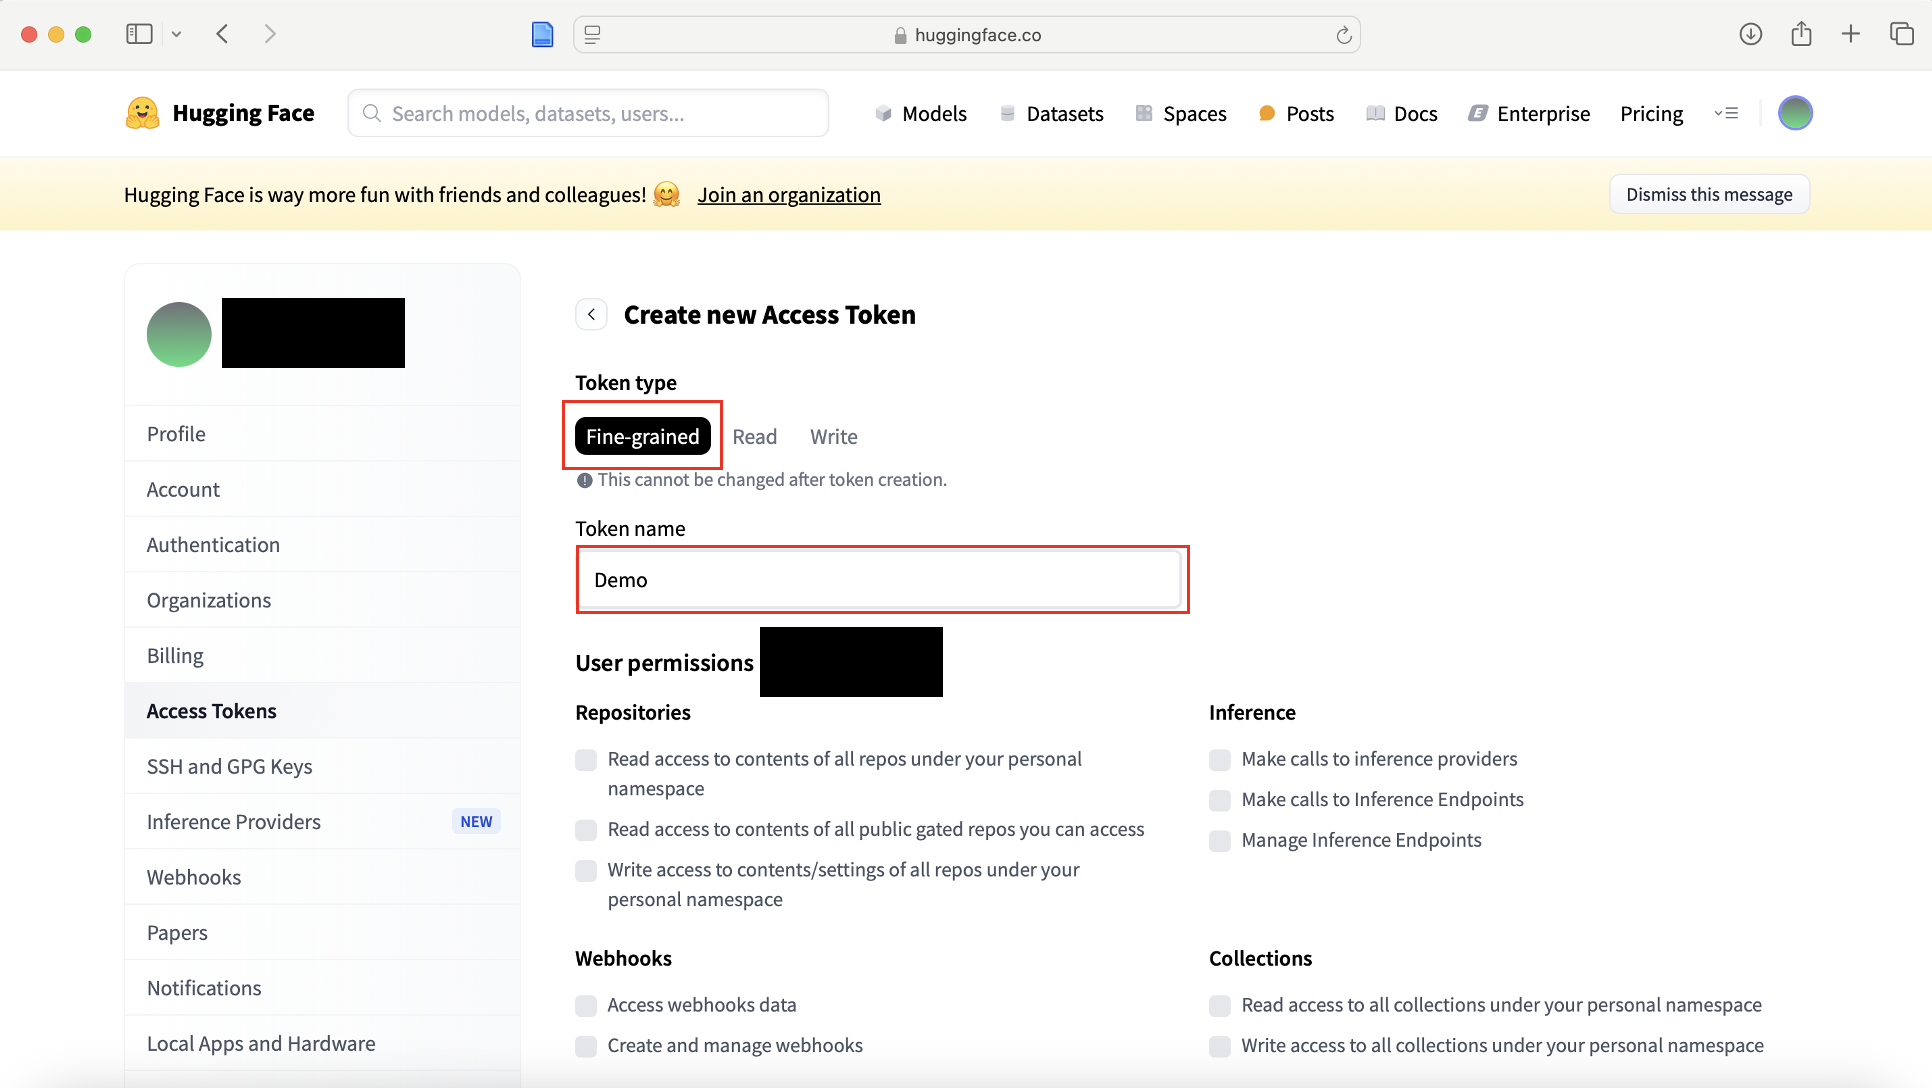 huggingface.co
Hugging Face
Search models, datasets, users...
Models
Datasets
Spaces
Posts
Docs
Enterprise
Pricing
Hugging Face is way more fun with friends and colleagues! 🤗 Join an organization
Dismiss this message
Profile
Account
Authentication
Organizations
Billing
Access Tokens
SSH and GPG Keys
Inference Providers NEW
Webhooks
Papers
Notifications
Local Apps and Hardware
Create new Access Token
Token type
Fine-grained Read Write
This cannot be changed after token creation.
Token name
Demo
User permissions
Repositories
Read access to contents of all repos under your personal
namespace
Read access to contents of all public gated repos you can access
Write access to contents/settings of all repos under your
personal namespace
Inference
Make calls to inference providers
Make calls to Inference Endpoints
Manage Inference Endpoints
Webhooks
Access webhooks data
Create and manage webhooks
Collections
Read access to all collections under your personal namespace
Write access to all collections under your personal namespace